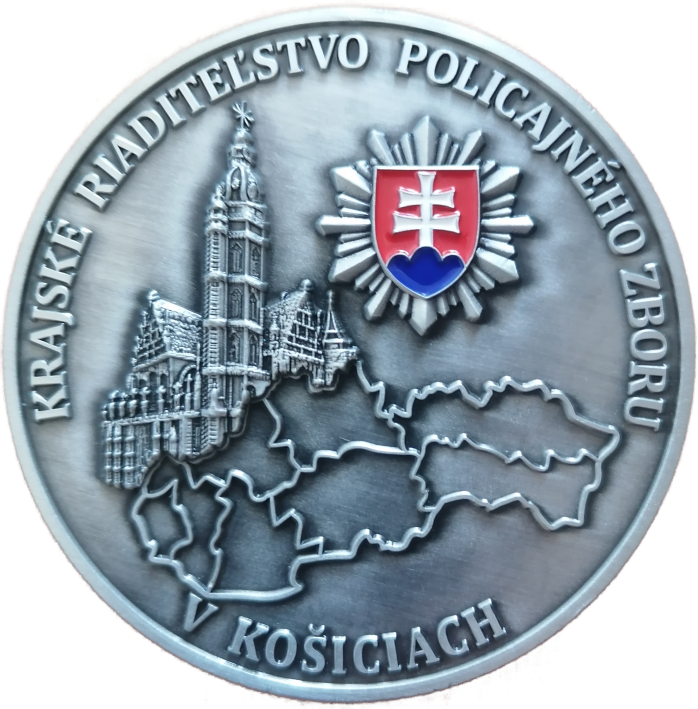 KRAJSKÉ RIADITEĽSTVO POLICAJNÉHO ZBORU
V KOŠICIACH